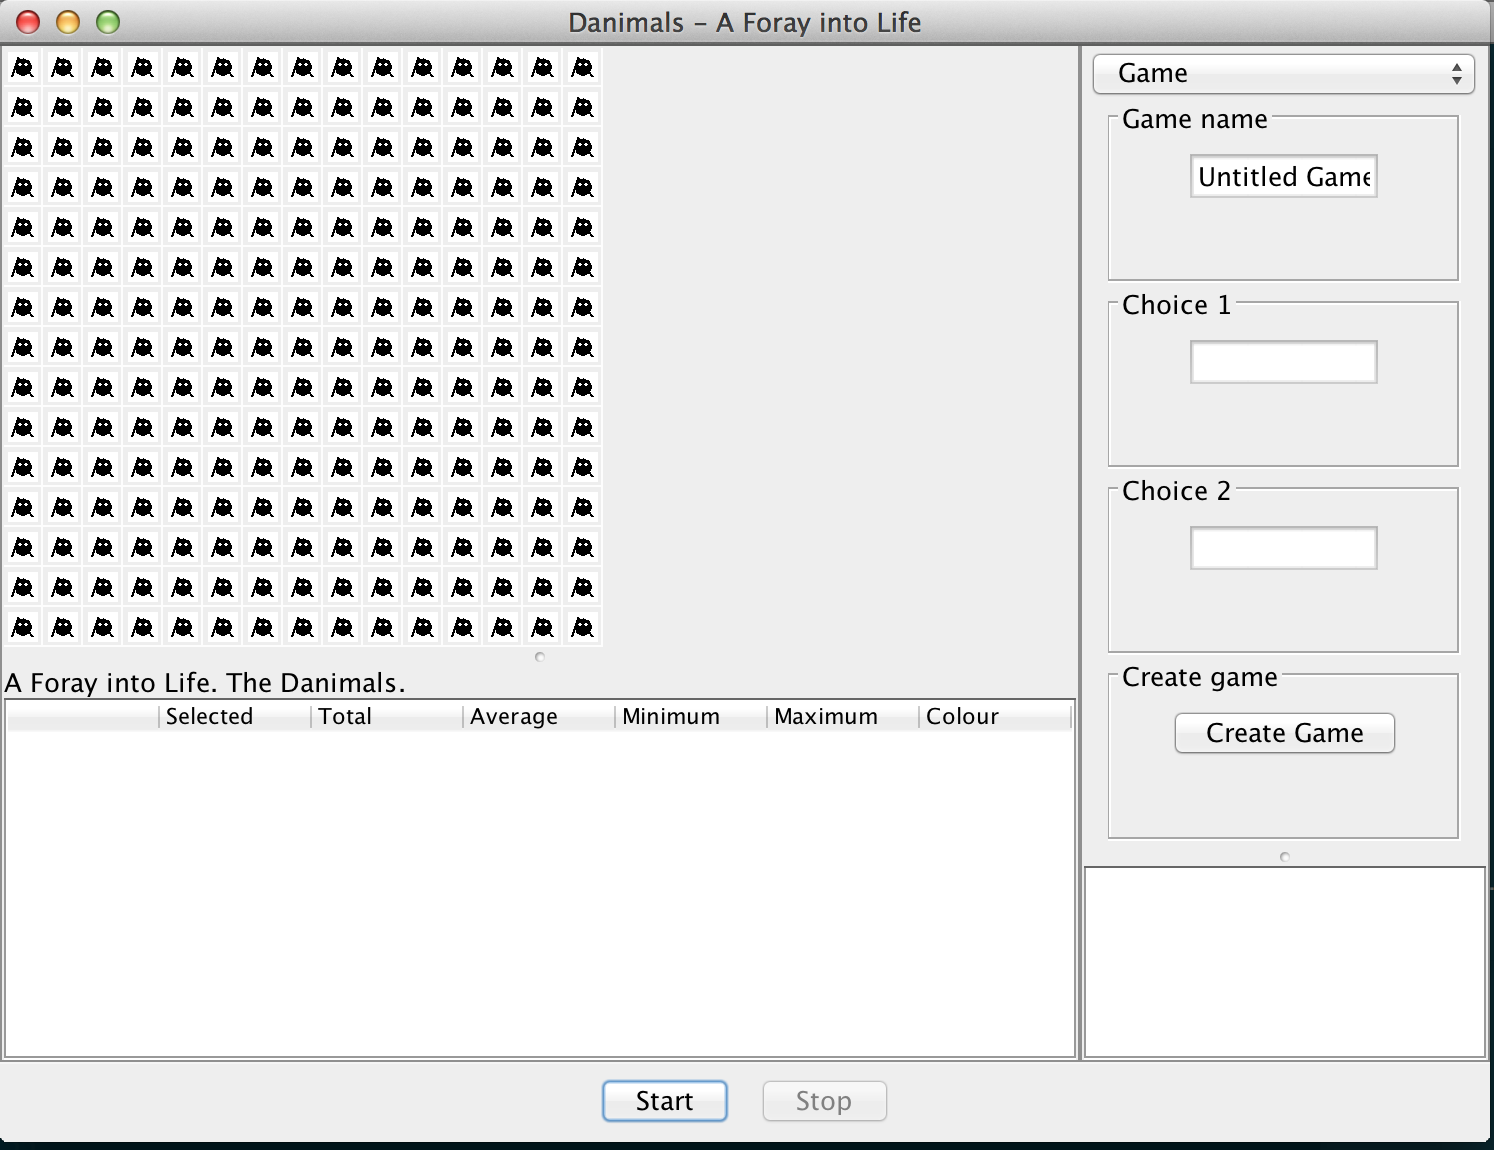 Danimals - A Foray into Life
Game
Game name
Untitled Game
Choice 1
Choice 2
Create game
Create Game
A Foray into Life. The Danimals.
Selected Total Average Minimum Maximum Colour
Start Stop